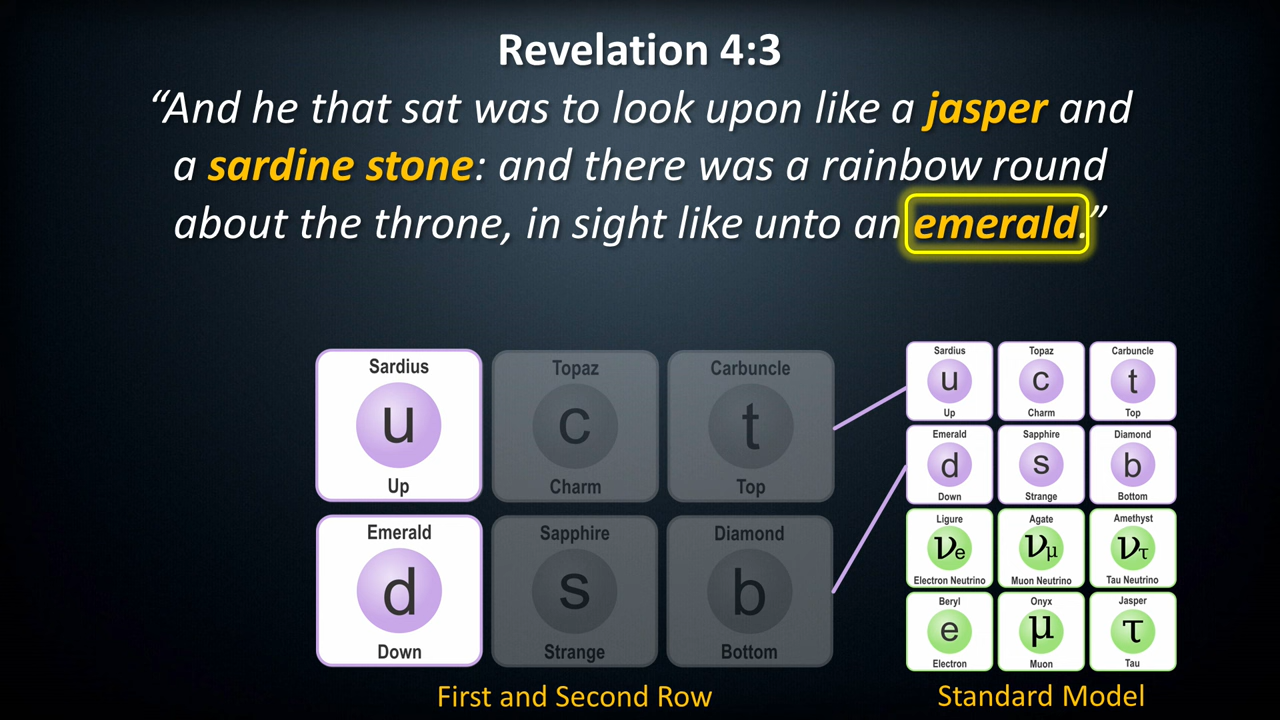 Revelation 4:3
“And he that sat was to look upon like a jasper and
a sardine stone: and there was a rainbow round
about the throne, in sight like unto an emerald.”
Sardius Topaz Carbuncle
u c t
Up Charm Top
Emerald Sapphire Diamond
d s b
Down Strange Bottom
First and Second Row
Sardius Topaz Carbuncle
u c t
Up Charm Top
Emerald Sapphire Diamond
d s b
Down Strange Bottom
Ligure Agate Amethyst
νe νμ ντ
Electron Neutrino Muon Neutrino Tau Neutrino
Beryl Onyx Jasper
e μ τ
Electron Muon Tau
Standard Model